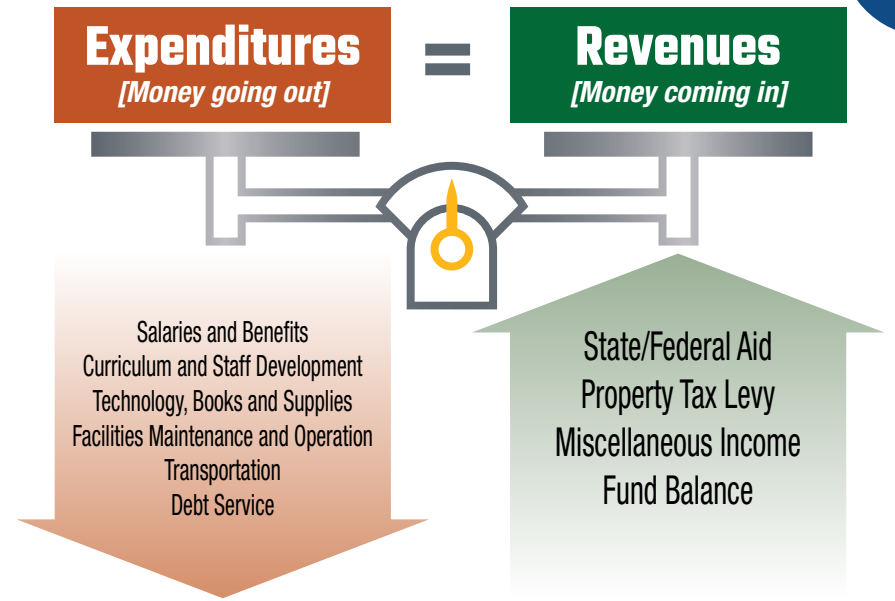 Expenditures
[Money going out]
=
Revenues
[Money coming in]
Salaries and Benefits
Curriculum and Staff Development
Technology, Books and Supplies
Facilities Maintenance and Operation
Transportation
Debt Service
State/Federal Aid
Property Tax Levy
Miscellaneous Income
Fund Balance